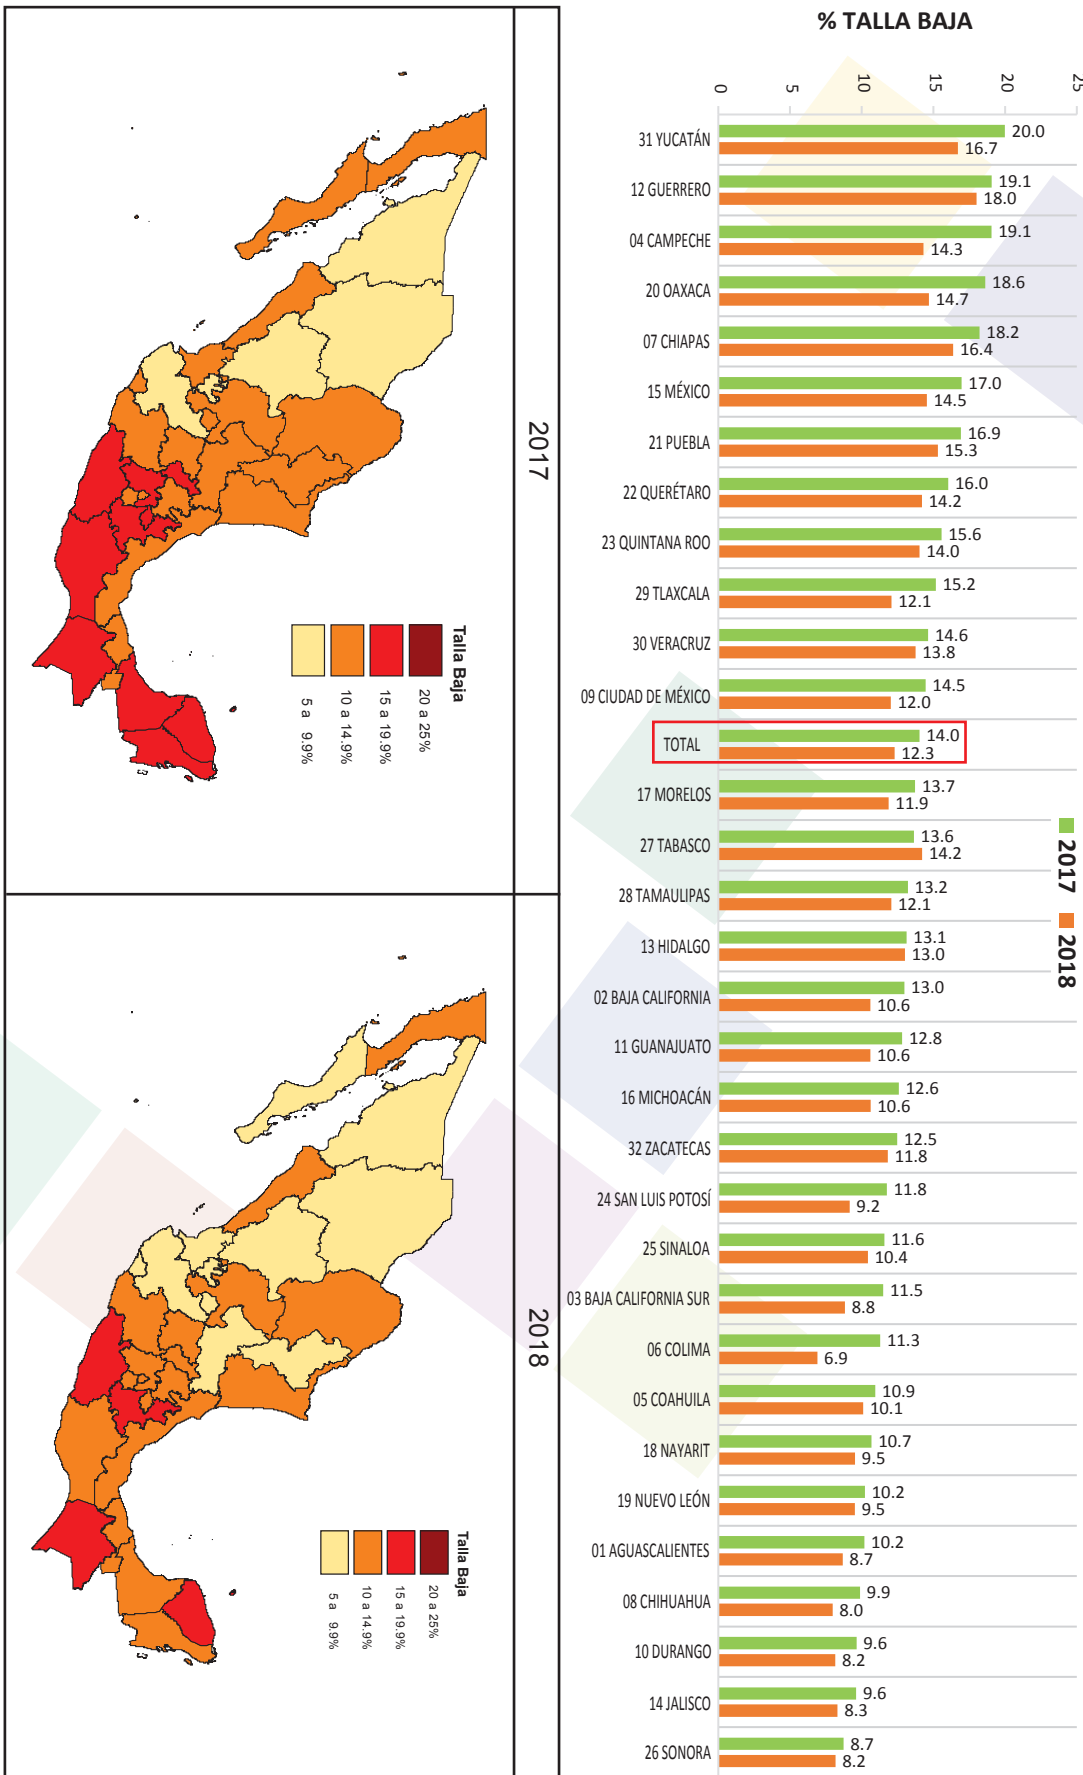 % TALLA BAJA
0
5
10
15
20
25
2017
2018
31 YUCATÁN 20.0 16.7
12 GUERRERO 19.1 18.0
04 CAMPECHE 19.1 14.3
20 OAXACA 18.6 14.7
07 CHIAPAS 18.2 16.4
15 MÉXICO 17.0 14.5
21 PUEBLA 16.9 15.3
22 QUERÉTARO 16.0 14.2
23 QUINTANA ROO 15.6 14.0
29 TLAXCALA 15.2 12.1
30 VERACRUZ 14.6 13.8
09 CIUDAD DE MÉXICO 14.5 12.0
TOTAL 14.0 12.3
17 MORELOS 13.7 11.9
27 TABASCO 13.6 14.2
28 TAMAULIPAS 13.2 12.1
13 HIDALGO 13.1 13.0
02 BAJA CALIFORNIA 13.0 10.6
11 GUANAJUATO 12.8 10.6
16 MICHOACÁN 12.6 10.6
32 ZACATECAS 12.5 11.8
24 SAN LUIS POTOSÍ 11.8 9.2
25 SINALOA 11.6 10.4
03 BAJA CALIFORNIA SUR 11.5 8.8
06 COLIMA 11.3 6.9
05 COAHUILA 10.9 10.1
18 NAYARIT 10.7 9.5
19 NUEVO LEÓN 10.2 9.5
01 AGUASCALIENTES 10.2 8.7
08 CHIHUAHUA 9.9 8.0
10 DURANGO 9.6 8.2
14 JALISCO 9.6 8.3
26 SONORA 8.7 8.2
2017
Talla Baja
20 a 25%
15 a 19.9%
10 a 14.9%
5 a 9.9%
2018
Talla Baja
20 a 25%
15 a 19.9%
10 a 14.9%
5 a 9.9%